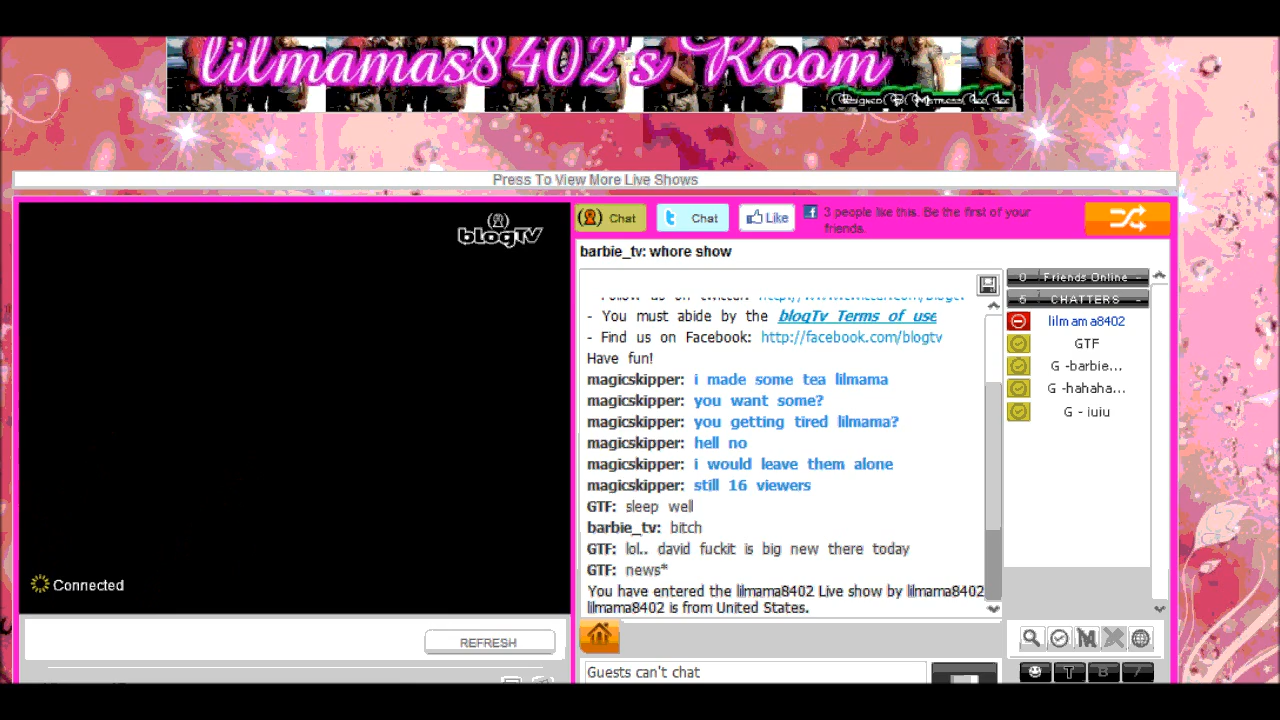 lilmamas8402's Room
Designed By Mistress Cee Cee
Press To View More Live Shows
blogTV
Chat
Chat
Like
3 people like this. Be the first of your
friends.
barbie_tv: whore show
- You must abide by the blogTv Terms of use
- Find us on Facebook: http://facebook.com/blogtv
Have fun!
magicskipper: i made some tea lilmama
magicskipper: you want some?
magicskipper: you getting tired lilmama?
magicskipper: hell no
magicskipper: i would leave them alone
magicskipper: still 16 viewers
GTF: sleep well
barbie_tv: bitch
GTF: lol.. david fuckit is big new there today
GTF: news*
You have entered the lilmama8402 Live show by lilmama8402
lilmama8402 is from United States.
0 Friends Online -
5 CHATTERS -
lilmama8402
GTF
G -barbie...
G -hahaha...
G - iuiu
Connected
REFRESH
Guests can't chat
T
B
I